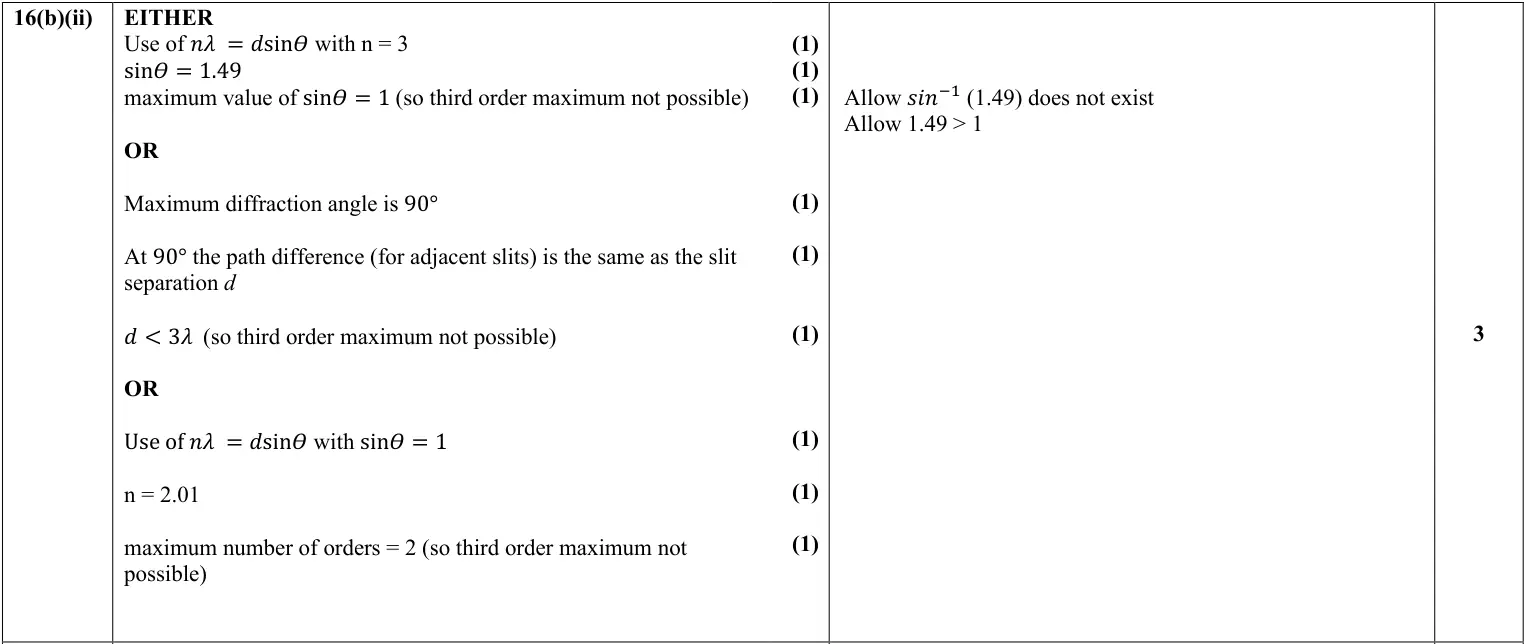 16(b)(ii) EITHER
Use of 𝑛𝜆 = 𝑑sin𝛩 with n = 3 (1)
sin𝛩 = 1.49 (1)
maximum value of sin𝛩 = 1 (so third order maximum not possible) (1) Allow 𝑠𝑖𝑛⁻¹ (1.49) does not exist
Allow 1.49 > 1
OR
Maximum diffraction angle is 90° (1)
At 90° the path difference (for adjacent slits) is the same as the slit (1)
separation d
𝑑 < 3𝜆 (so third order maximum not possible) (1) 3
OR
Use of 𝑛𝜆 = 𝑑sin𝛩 with sin𝛩 = 1 (1)
n = 2.01 (1)
maximum number of orders = 2 (so third order maximum not (1)
possible)